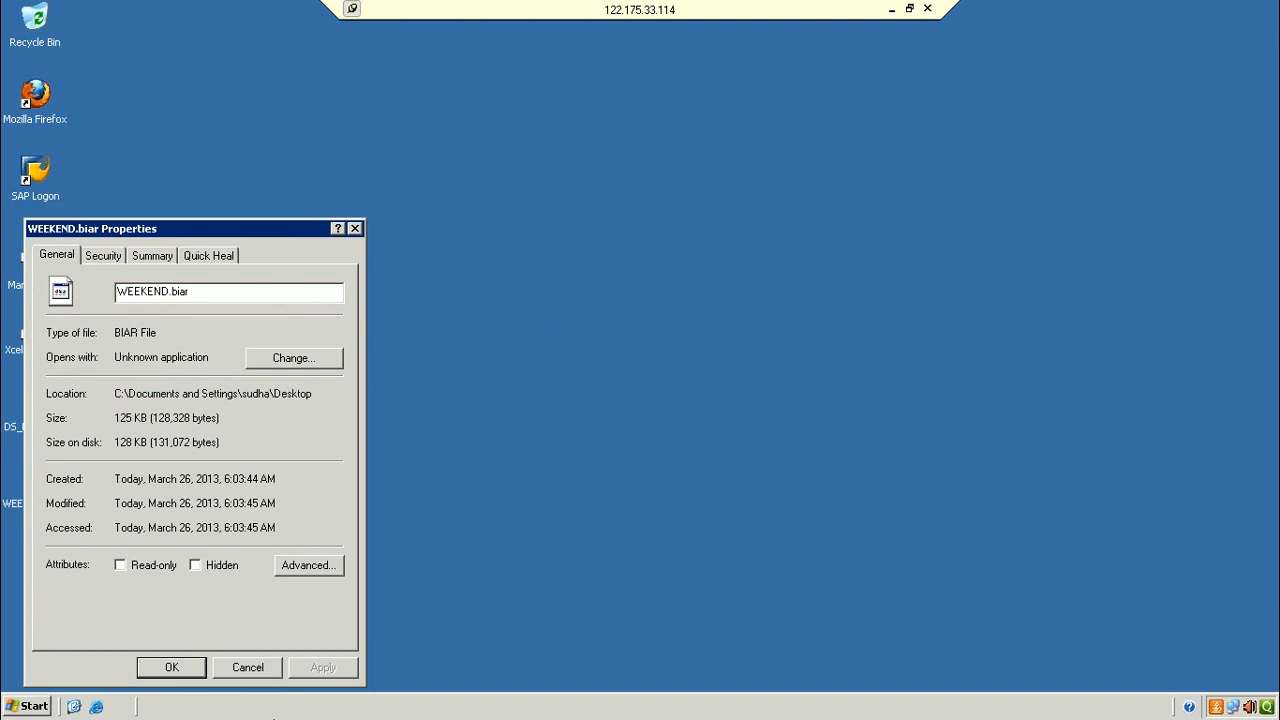 122.175.33.114
Recycle Bin
Mozilla Firefox
SAP Logon
WEEKEND.biar Properties
General Security Summary Quick Heal
WEEKEND.biar
Type of file: BIAR File
Opens with: Unknown application Change...
Location: C:\Documents and Settings\sudha\Desktop
Size: 125 KB (128,328 bytes)
Size on disk: 128 KB (131,072 bytes)
Created: Today, March 26, 2013, 6:03:44 AM
Modified: Today, March 26, 2013, 6:03:45 AM
Accessed: Today, March 26, 2013, 6:03:45 AM
Attributes: Read-only Hidden Advanced...
OK Cancel Apply
Mar
Xcel
DS_
WEE
Start